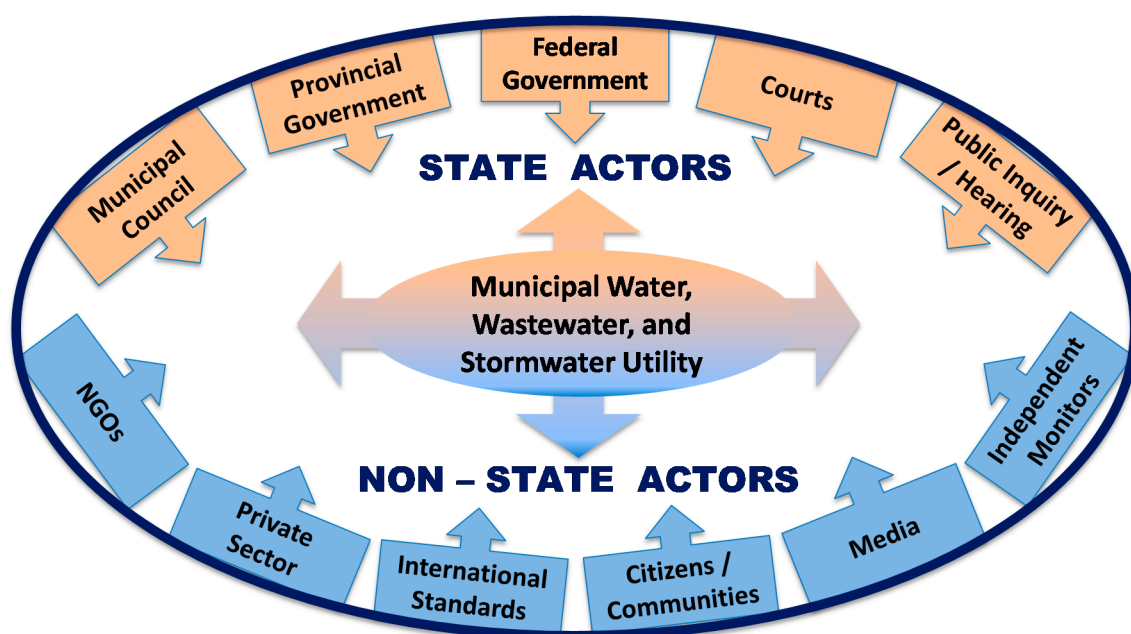 Municipal
Council
Provincial
Government
Federal
Government
Courts
Public Inquiry
/ Hearing
STATE ACTORS
Municipal Water,
Wastewater, and
Stormwater Utility
NON – STATE ACTORS
NGOs
Private
Sector
International
Standards
Citizens /
Communities
Media
Independent
Monitors